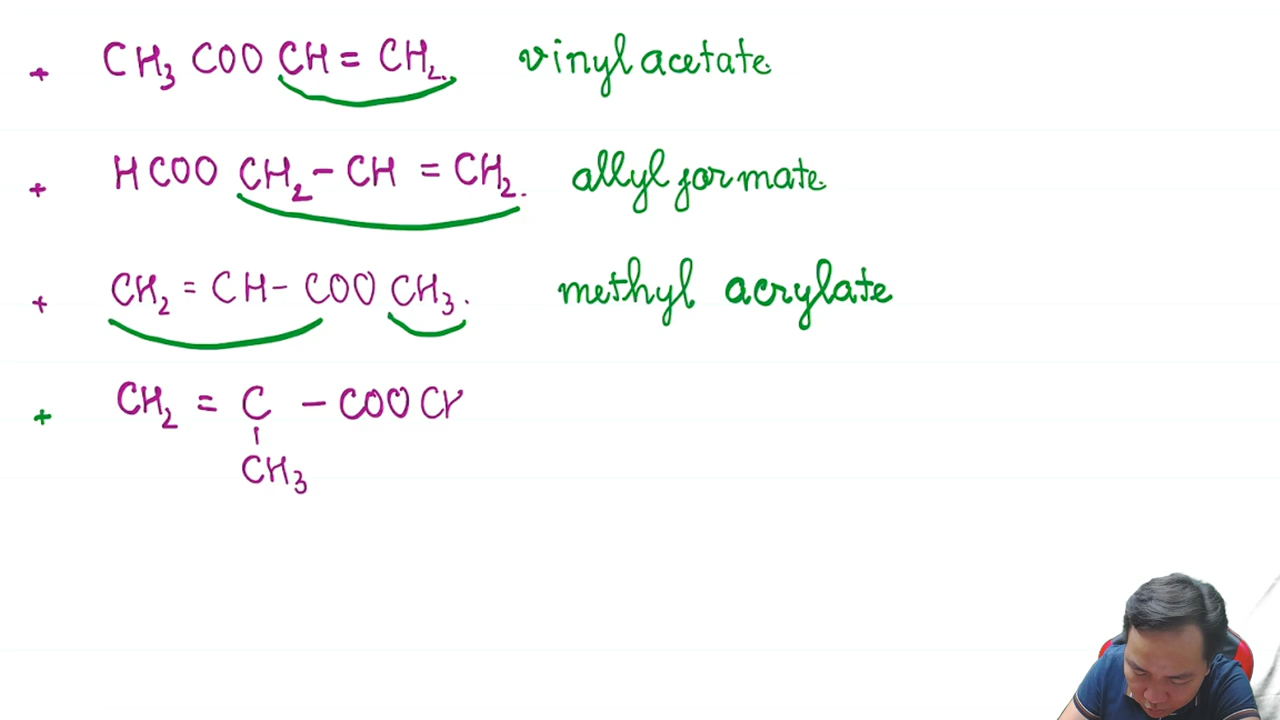 + CH₃ COO CH = CH₂. vinyl acetate.
+ H COO CH₂ - CH = CH₂. allyl formate.
+ CH₂ = CH - COO CH₃. methyl acrylate
+ CH₂ = C - COO C
CH₃